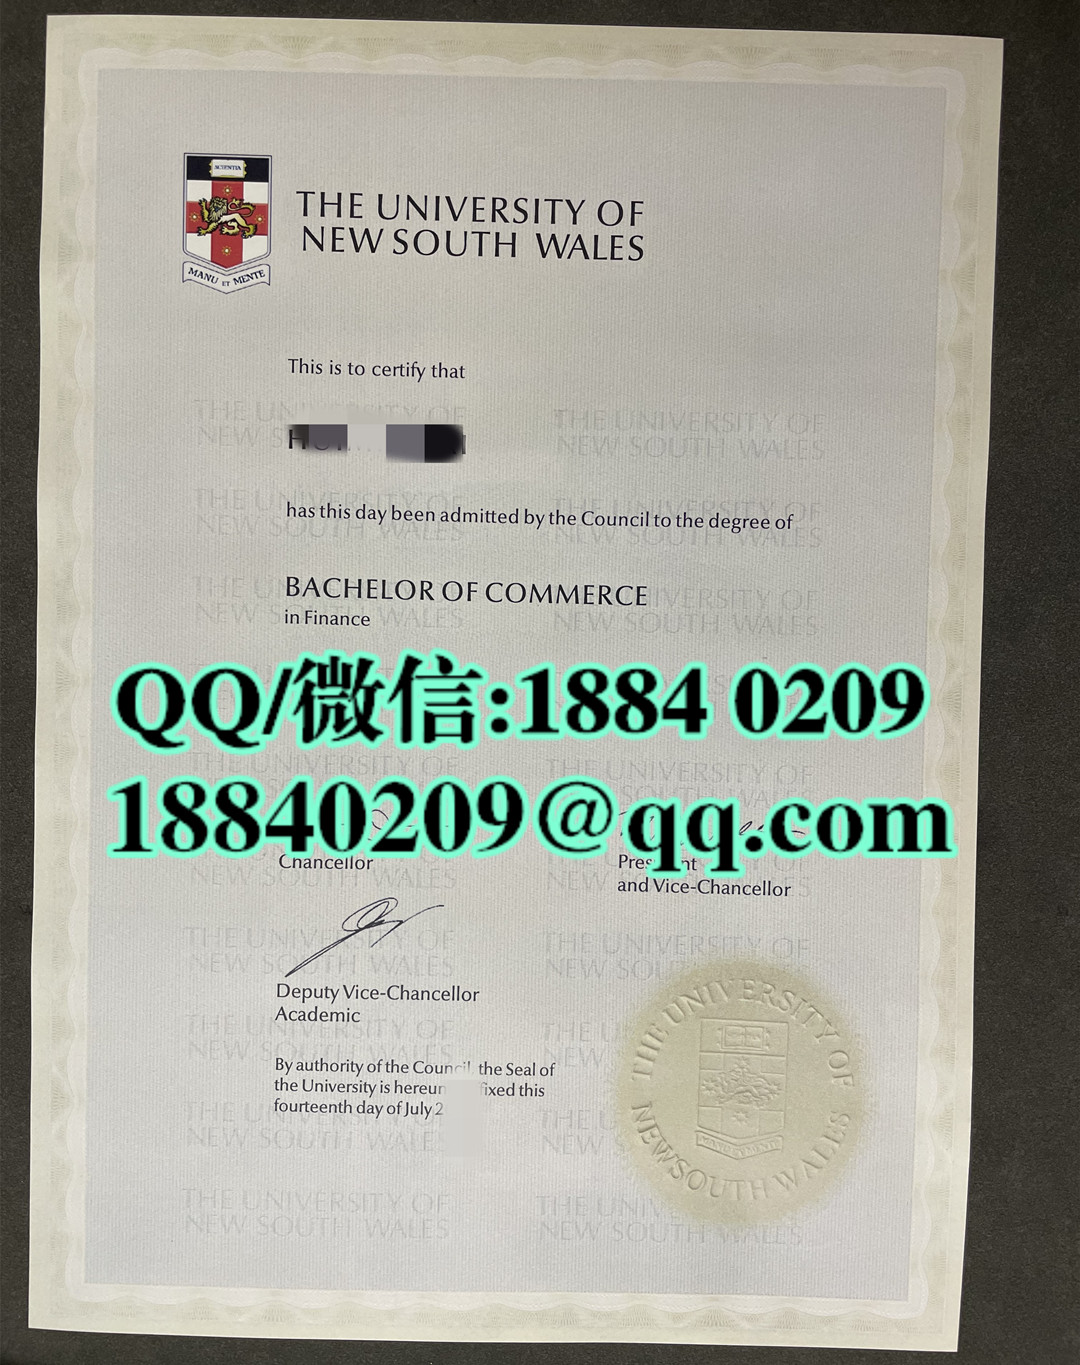 SCIENTIA
MANU ET MENTE
THE UNIVERSITY OF
NEW SOUTH WALES
This is to certify that
has this day been admitted by the Council to the degree of
BACHELOR OF COMMERCE
in Finance
QQ/微信:1884 0209
18840209@qq.com
Chancellor
and Vice-Chancellor
Deputy Vice-Chancellor
Academic
By authority of the Council the Seal of
the University is fixed this
fourteenth day of July 2
THE UNIVERSITY OF
NEW SOUTH WALES